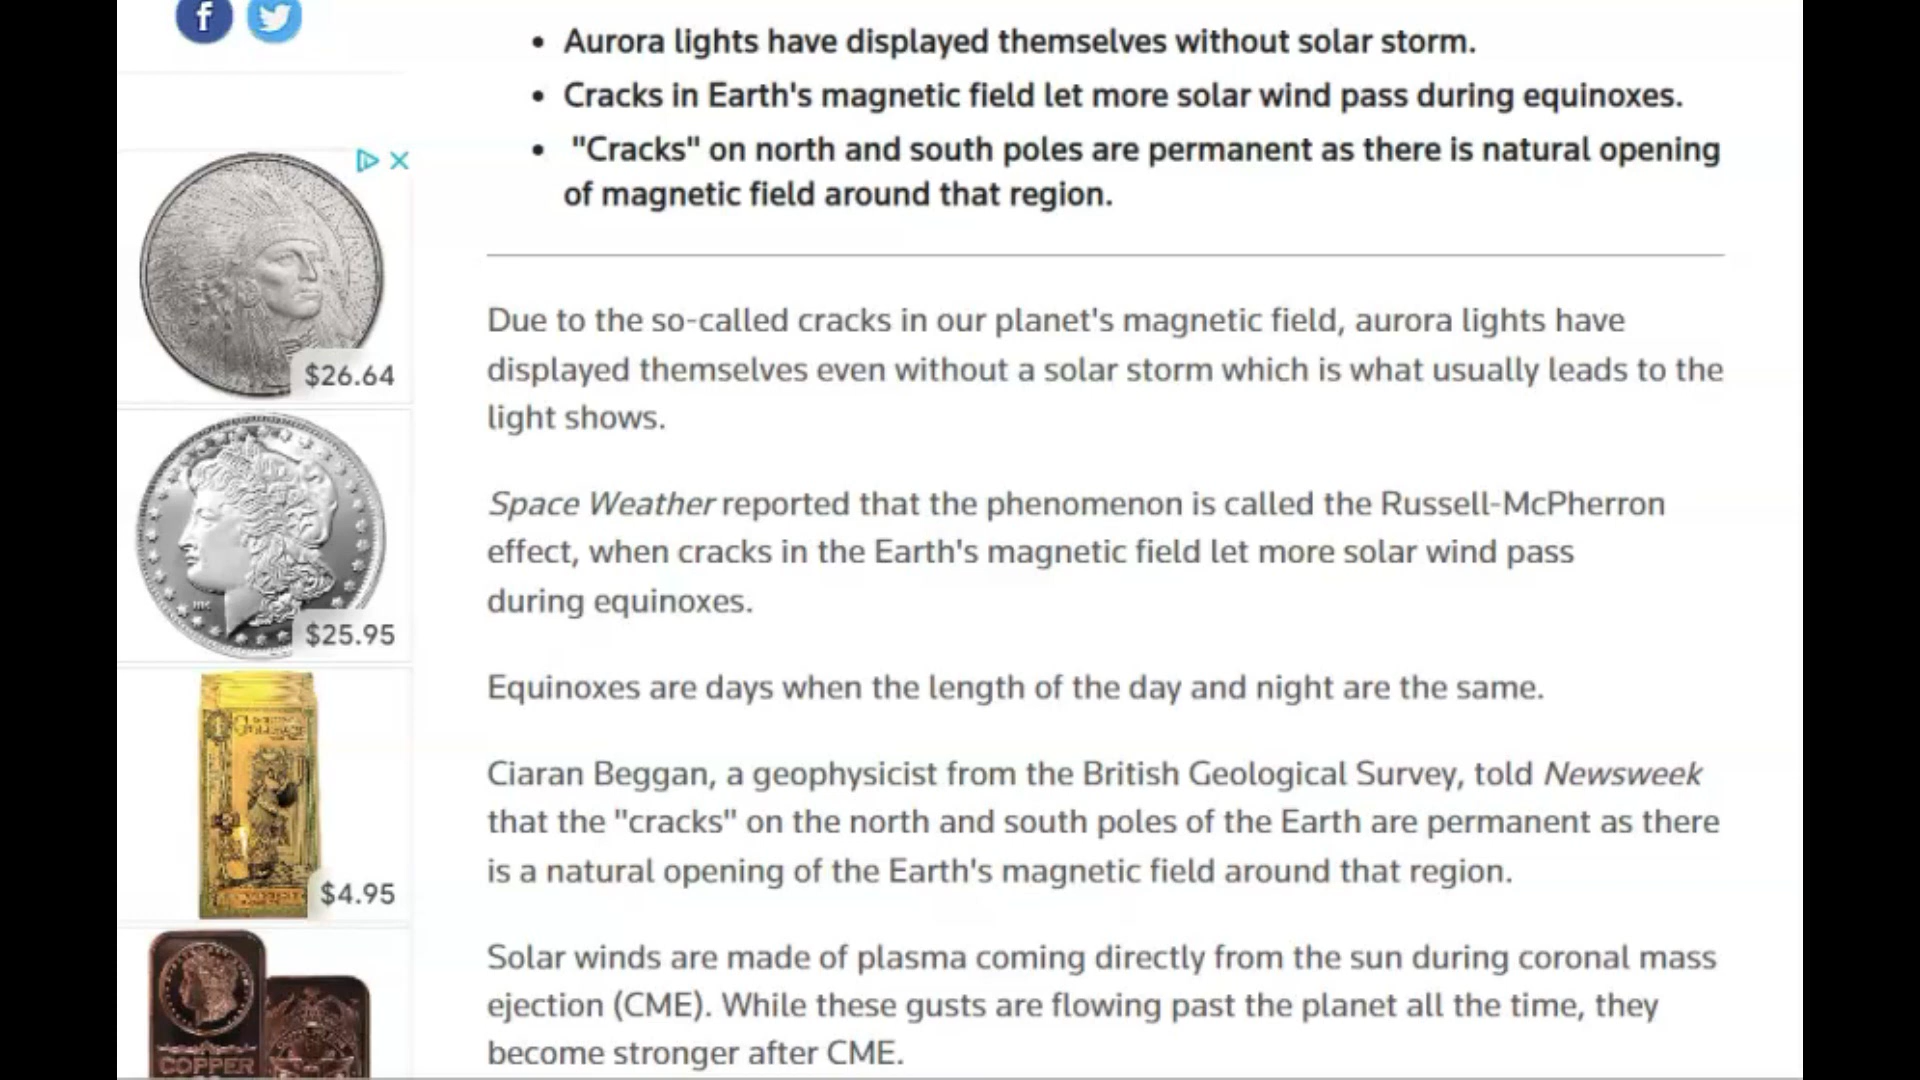 • Aurora lights have displayed themselves without solar storm.
• Cracks in Earth's magnetic field let more solar wind pass during equinoxes.
• "Cracks" on north and south poles are permanent as there is natural opening
of magnetic field around that region.
$26.64
$25.95
$4.95
COPPER
Due to the so-called cracks in our planet's magnetic field, aurora lights have
displayed themselves even without a solar storm which is what usually leads to the
light shows.
Space Weather reported that the phenomenon is called the Russell-McPherron
effect, when cracks in the Earth's magnetic field let more solar wind pass
during equinoxes.
Equinoxes are days when the length of the day and night are the same.
Ciaran Beggan, a geophysicist from the British Geological Survey, told Newsweek
that the "cracks" on the north and south poles of the Earth are permanent as there
is a natural opening of the Earth's magnetic field around that region.
Solar winds are made of plasma coming directly from the sun during coronal mass
ejection (CME). While these gusts are flowing past the planet all the time, they
become stronger after CME.